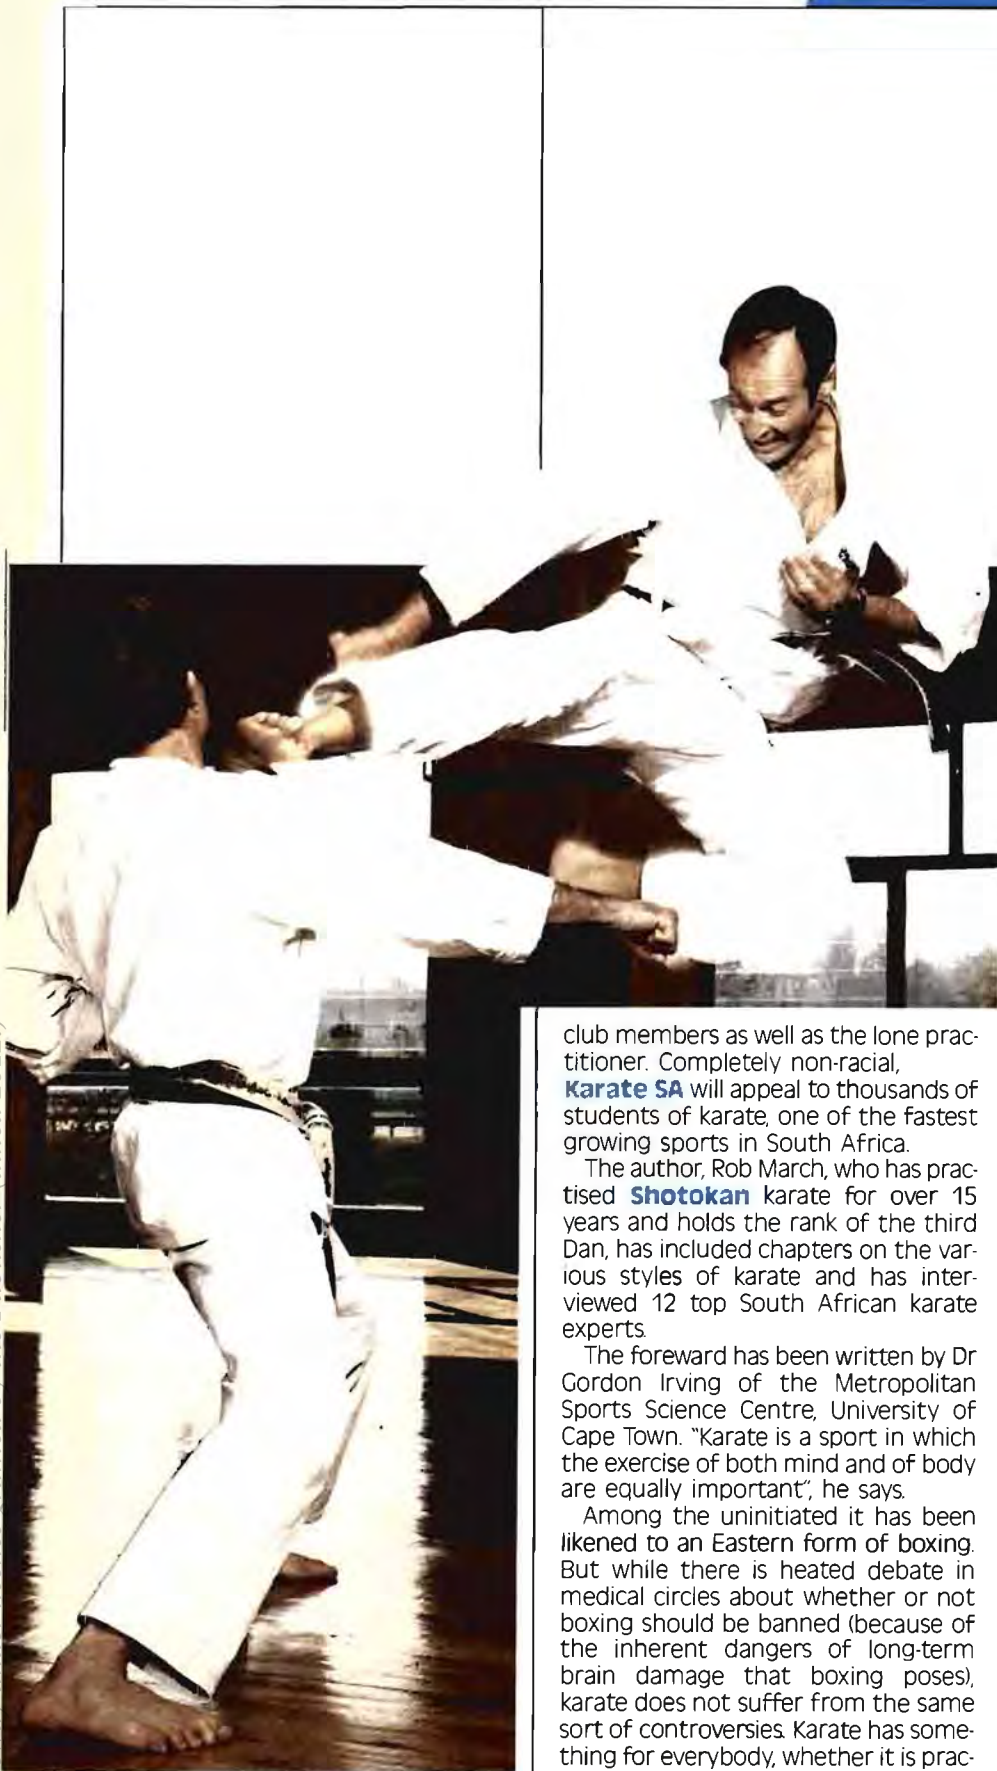 club members as well as the lone prac-
titioner. Completely non-racial,
Karate SA will appeal to thousands of
students of karate, one of the fastest
growing sports in South Africa.
The author, Rob March, who has prac-
tised Shotokan karate for over 15
years and holds the rank of the third
Dan, has included chapters on the var-
ious styles of karate and has inter-
viewed 12 top South African karate
experts.
The foreward has been written by Dr
Gordon Irving of the Metropolitan
Sports Science Centre, University of
Cape Town. "Karate is a sport in which
the exercise of both mind and of body
are equally important", he says.
Among the uninitiated it has been
likened to an Eastern form of boxing.
But while there is heated debate in
medical circles about whether or not
boxing should be banned (because of
the inherent dangers of long-term
brain damage that boxing poses),
karate does not suffer from the same
sort of controversies. Karate has some-
thing for everybody, whether it is prac-